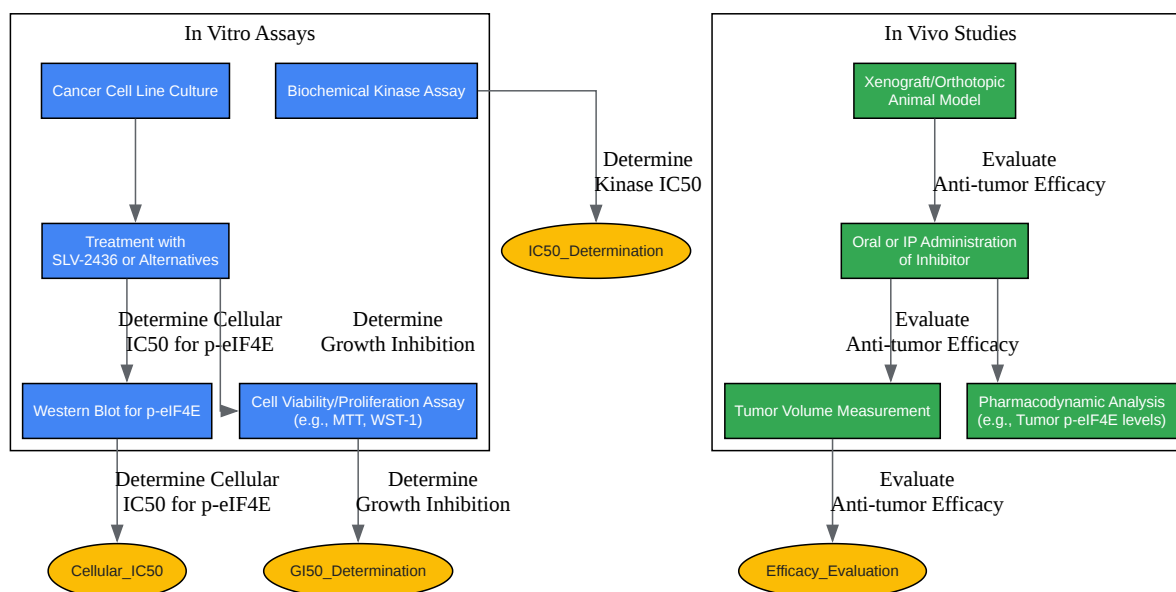 In Vitro Assays
Cancer Cell Line Culture
Biochemical Kinase Assay
Determine
Kinase IC50
Treatment with
SLV-2436 or Alternatives
IC50_Determination
Determine Cellular
IC50 for p-eIF4E
Determine
Growth Inhibition
Western Blot for p-eIF4E
Cell Viability/Proliferation Assay
(e.g., MTT, WST-1)
Determine Cellular
IC50 for p-eIF4E
Determine
Growth Inhibition
Cellular_IC50
GI50_Determination
In Vivo Studies
Xenograft/Orthotopic
Animal Model
Evaluate
Anti-tumor Efficacy
Oral or IP Administration
of Inhibitor
Evaluate
Anti-tumor Efficacy
Tumor Volume Measurement
Pharmacodynamic Analysis
(e.g., Tumor p-eIF4E levels)
Evaluate
Anti-tumor Efficacy
Efficacy_Evaluation